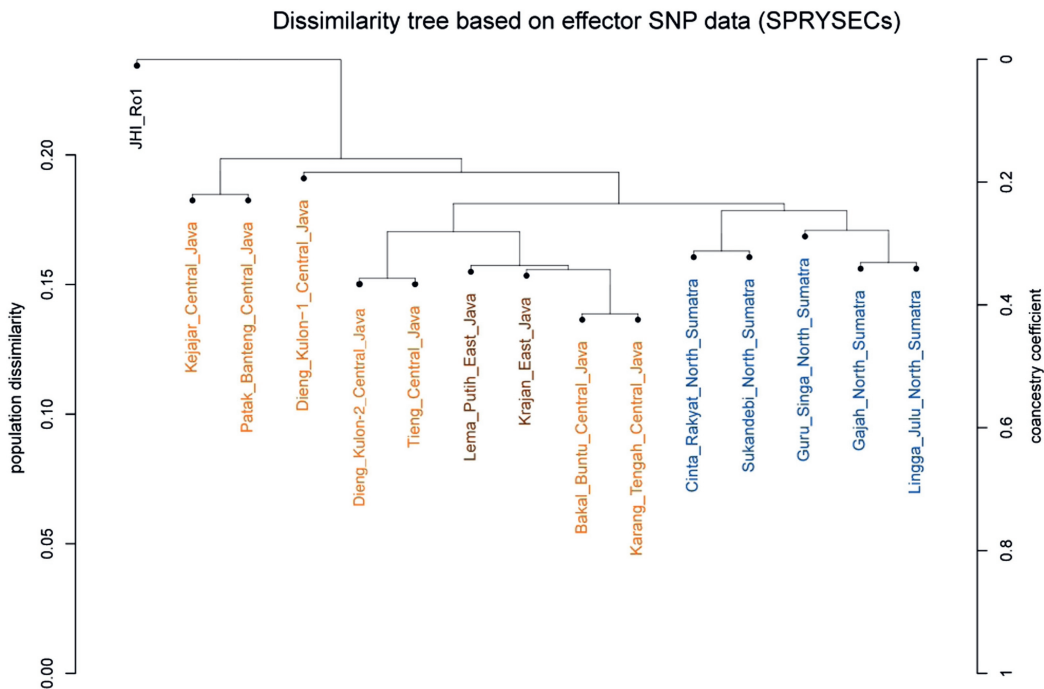 Dissimilarity tree based on effector SNP data (SPRYSECs)
population dissimilarity
0.20
0.15
0.10
0.05
0.00
JHI_Ro1
Kejajar_Central_Java
Patak_Banteng_Central_Java
Dieng_Kulon−1_Central_Java
Dieng_Kulon-2_Central_Java
Tieng_Central_Java
Lema_Putih_East_Java
Krajan_East_Java
Bakal_Buntu_Central_Java
Karang_Tengah_Central_Java
Cinta_Rakyat_North_Sumatra
Sukandebi_North_Sumatra
Guru_Singa_North_Sumatra
Gajah_North_Sumatra
Lingga_Julu_North_Sumatra
0
0.2
0.4
0.6
0.8
1
coancestry coefficient